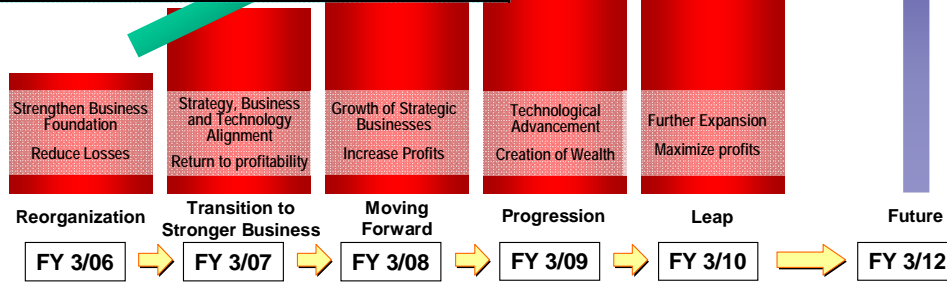 Strengthen Business
Foundation
Reduce Losses
Strategy, Business
and Technology
Alignment
Return to profitability
Growth of Strategic
Businesses
Increase Profits
Technological
Advancement
Creation of Wealth
Further Expansion
Maximize profits
Reorganization
Transition to
Stronger Business
Moving
Forward
Progression
Leap
Future
FY 3/06
FY 3/07
FY 3/08
FY 3/09
FY 3/10
FY 3/12